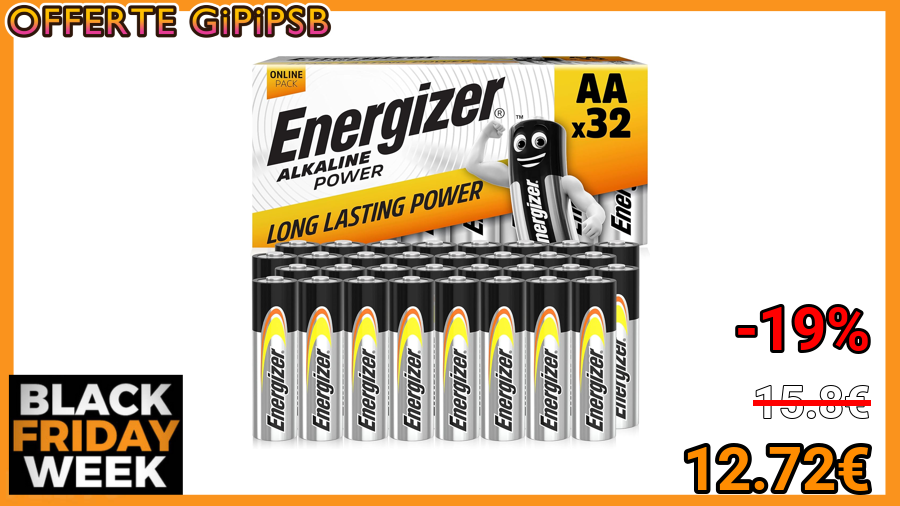 OFFERTE GiPiPSB
ONLINE
PACK
Energizer®
ALKALINE
POWER
LONG LASTING POWER
™
AA
x32
Energizer
Energizer
Energizer
Energizer
Energizer
Energizer
Energizer
Energizer
Energizer
-19%
15.8€
12.72€
BLACK
FRIDAY
WEEK